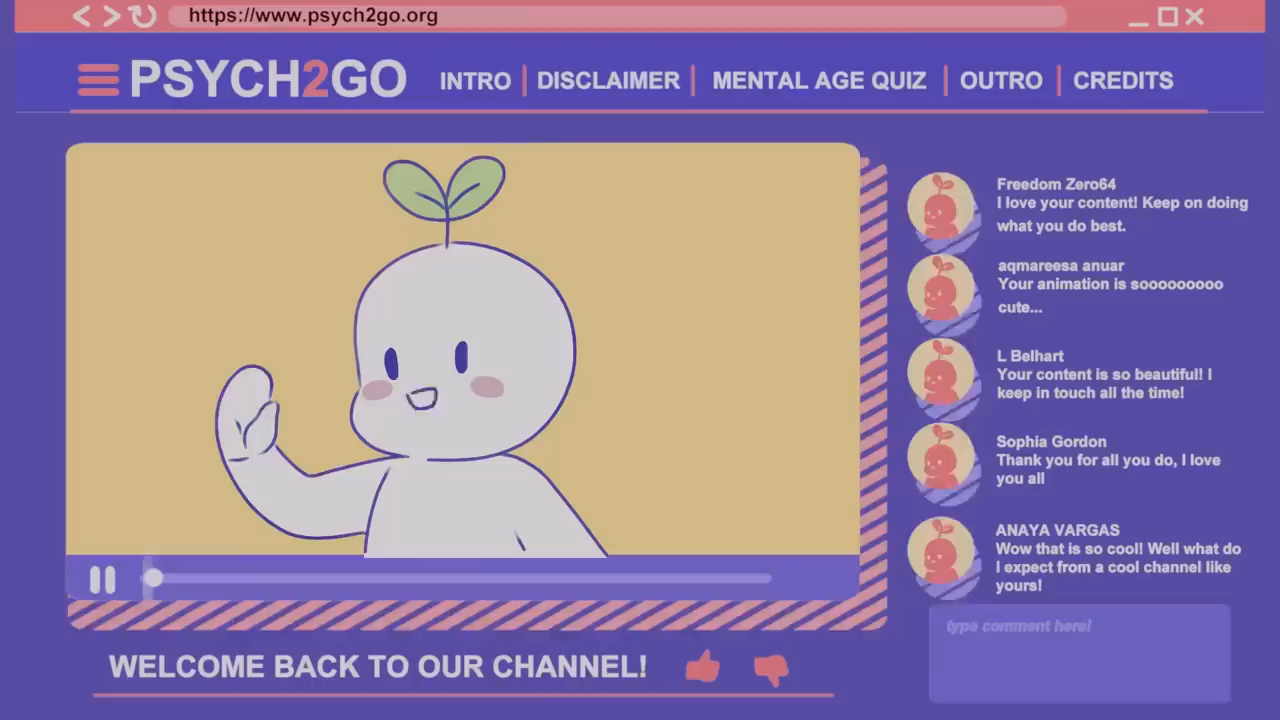 https://www.psych2go.org
PSYCH2GO
INTRO | DISCLAIMER | MENTAL AGE QUIZ | OUTRO | CREDITS
Freedom Zero64
I love your content! Keep on doing
what you do best.
aqmareesa anuar
Your animation is sooooooooo
cute...
L Belhart
Your content is so beautiful! I
keep in touch all the time!
Sophia Gordon
Thank you for all you do, I love
you all
ANAYA VARGAS
Wow that is so cool! Well what do
I expect from a cool channel like
yours!
type comment here!
WELCOME BACK TO OUR CHANNEL!